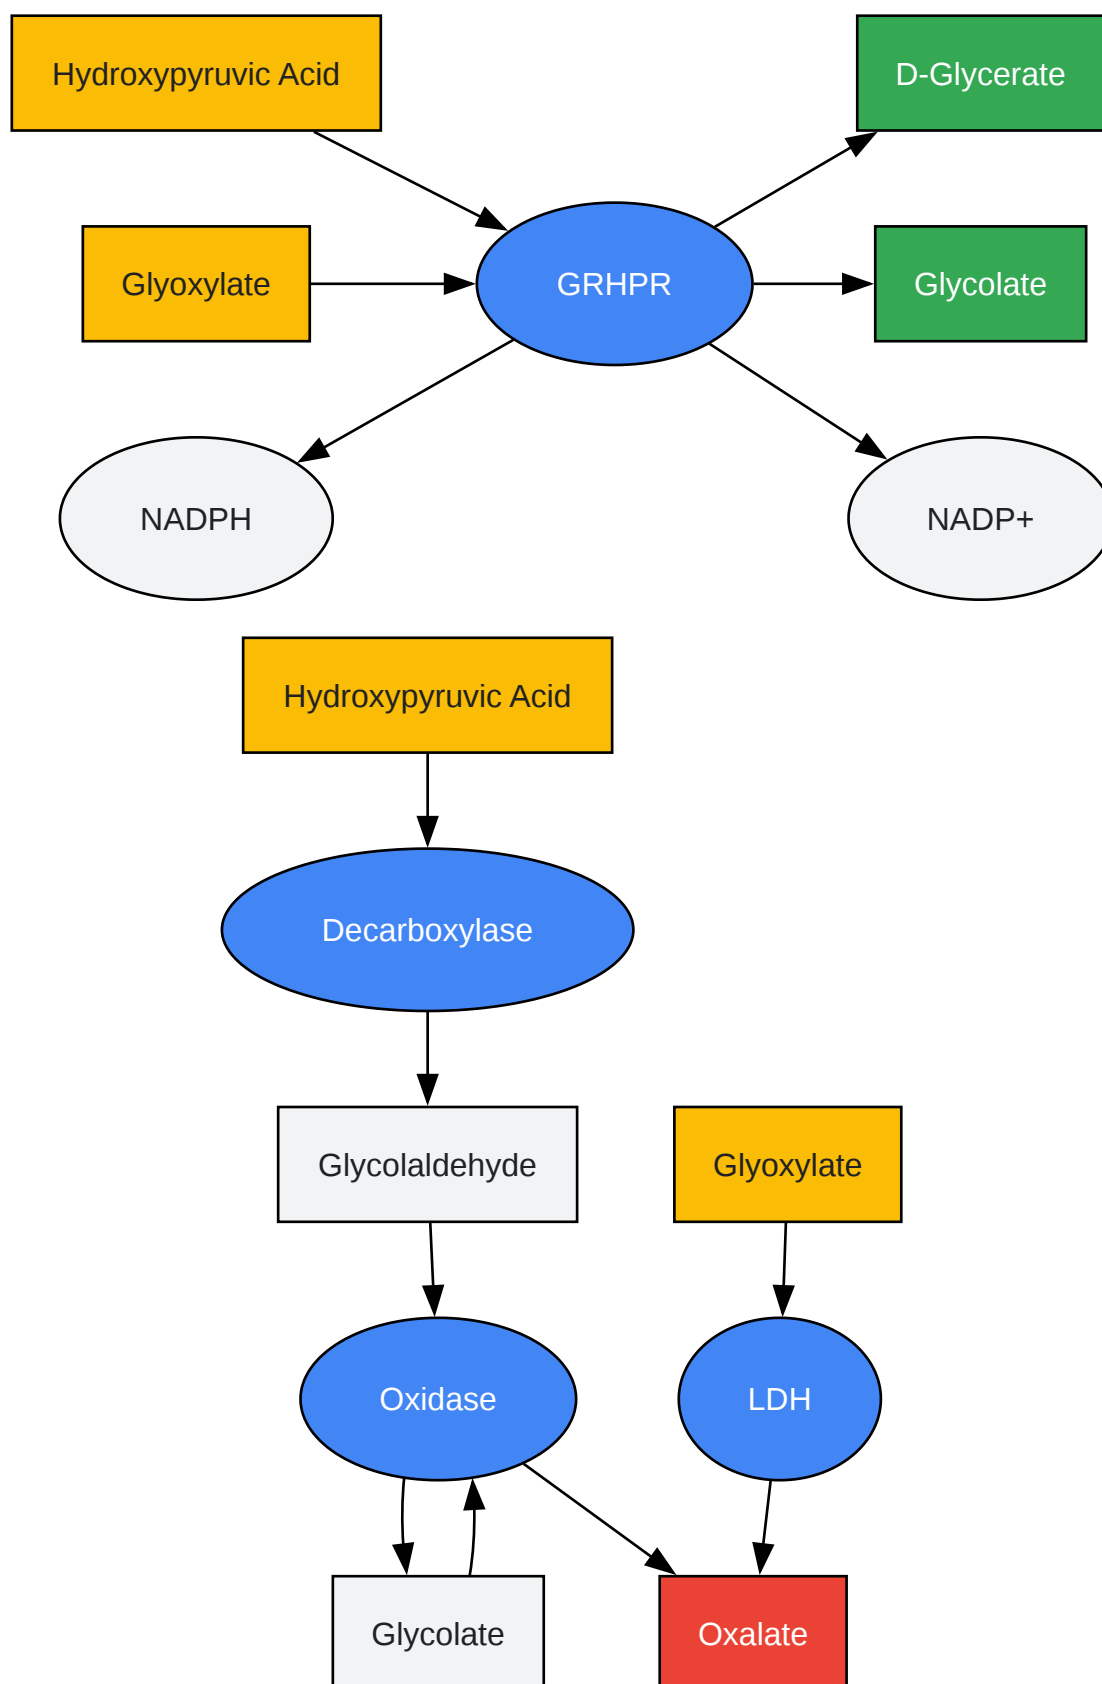 Hydroxypyruvic Acid
D-Glycerate
Glyoxylate
GRHPR
Glycolate
NADPH
NADP+
Hydroxypyruvic Acid
Decarboxylase
Glycolaldehyde
Glyoxylate
Oxidase
LDH
Glycolate
Oxalate